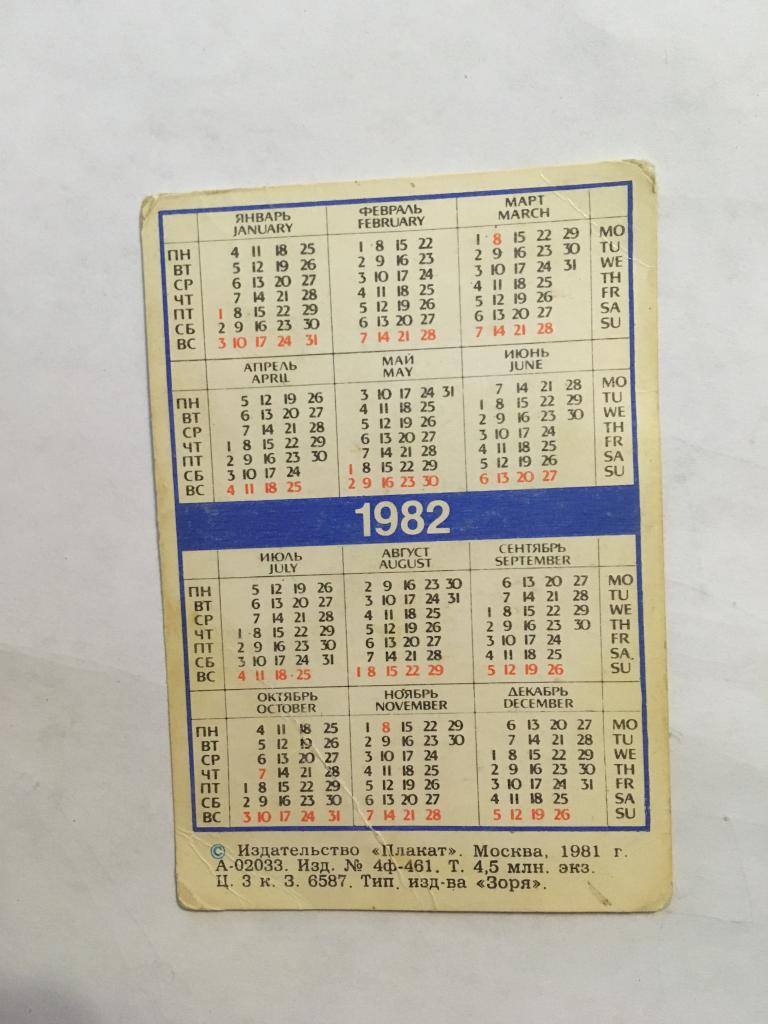 ЯНВАРЬ ФЕВРАЛЬ МАРТ
JANUARY FEBRUARY MARCH
ПН 4 11 18 25 1 8 15 22 1 8 15 22 29 MO
ВТ 5 12 19 26 2 9 16 23 2 9 16 23 30 TU
СР 6 13 20 27 3 10 17 24 3 10 17 24 31 WE
ЧТ 7 14 21 28 4 11 18 25 4 11 18 25 TH
ПТ 1 8 15 22 29 5 12 19 26 5 12 19 26 FR
СБ 2 9 16 23 30 6 13 20 27 6 13 20 27 SA
ВС 3 10 17 24 31 7 14 21 28 7 14 21 28 SU
АПРЕЛЬ МАЙ ИЮНЬ
APRIL MAY JUNE
ПН 5 12 19 26 3 10 17 24 31 7 14 21 28 MO
ВТ 6 13 20 27 4 11 18 25 1 8 15 22 29 TU
СР 7 14 21 28 5 12 19 26 2 9 16 23 30 WE
ЧТ 1 8 15 22 29 6 13 20 27 3 10 17 24 TH
ПТ 2 9 16 23 30 7 14 21 28 4 11 18 25 FR
СБ 3 10 17 24 1 8 15 22 29 5 12 19 26 SA
ВС 4 11 18 25 2 9 16 23 30 6 13 20 27 SU
1982
ИЮЛЬ АВГУСТ СЕНТЯБРЬ
JULY AUGUST SEPTEMBER
ПН 5 12 19 26 2 9 16 23 30 6 13 20 27 MO
ВТ 6 13 20 27 3 10 17 24 31 7 14 21 28 TU
СР 7 14 21 28 4 11 18 25 1 8 15 22 29 WE
ЧТ 1 8 15 22 29 5 12 19 26 2 9 16 23 30 TH
ПТ 2 9 16 23 30 6 13 20 27 3 10 17 24 FR
СБ 3 10 17 24 31 7 14 21 28 4 11 18 25 SA
ВС 4 11 18 25 1 8 15 22 29 5 12 19 26 SU
ОКТЯБРЬ НОЯБРЬ ДЕКАБРЬ
OCTOBER NOVEMBER DECEMBER
ПН 4 11 18 25 1 8 15 22 29 6 13 20 27 MO
ВТ 5 12 19 26 2 9 16 23 30 7 14 21 28 TU
СР 6 13 20 27 3 10 17 24 1 8 15 22 29 WE
ЧТ 7 14 21 28 4 11 18 25 2 9 16 23 30 TH
ПТ 1 8 15 22 29 5 12 19 26 3 10 17 24 31 FR
СБ 2 9 16 23 30 6 13 20 27 4 11 18 25 SA
ВС 3 10 17 24 31 7 14 21 28 5 12 19 26 SU
© Издательство «Плакат». Москва, 1981 г.
А-02033. Изд. № 4ф-461. Т. 4,5 млн. экз.
Ц. 3 к. З. 6587. Тип. изд-ва «Зоря».